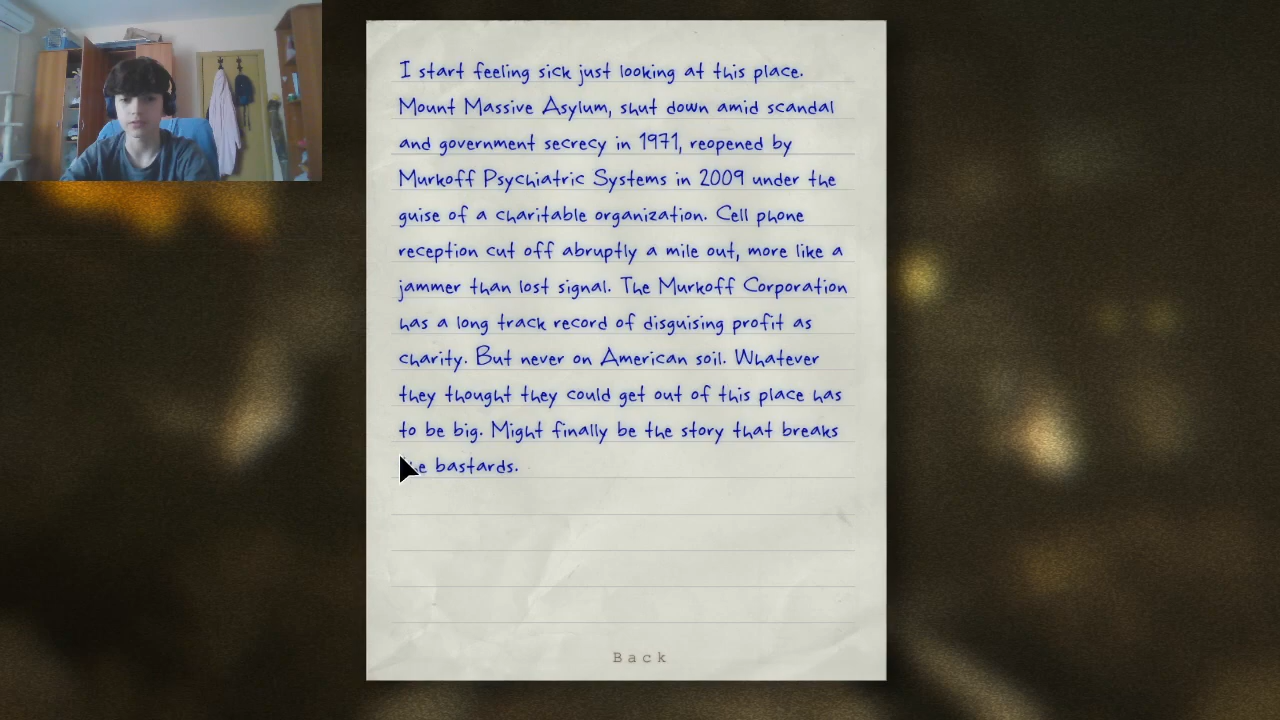 I start feeling sick just looking at this place.
Mount Massive Asylum, shut down amid scandal
and government secrecy in 1971, reopened by
Murkoff Psychiatric Systems in 2009 under the
guise of a charitable organization. Cell phone
reception cut off abruptly a mile out, more like a
jammer than lost signal. The Murkoff Corporation
has a long track record of disguising profit as
charity. But never on American soil. Whatever
they thought they could get out of this place has
to be big. Might finally be the story that breaks
bastards.
Back